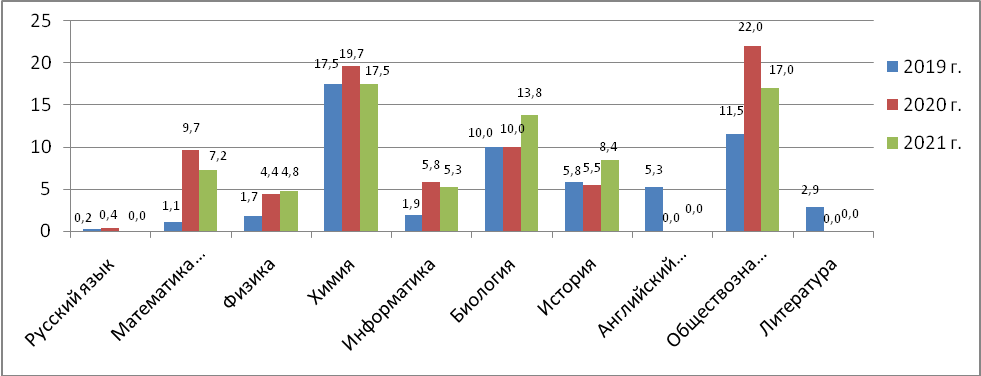 25
20
15
10
5
0
0,2 0,4 0,0
1,1 9,7 7,2
1,7 4,4 4,8
17,5 19,7 17,5
1,9 5,8 5,3
10,0 10,0 13,8
5,8 5,5 8,4
5,3 0,0 0,0
11,5 22,0 17,0
2,9 0,0 0,0
Русский язык
Математика...
Физика
Химия
Информатика
Биология
История
Английский...
Обществозна...
Литература
2019 г.
2020 г.
2021 г.